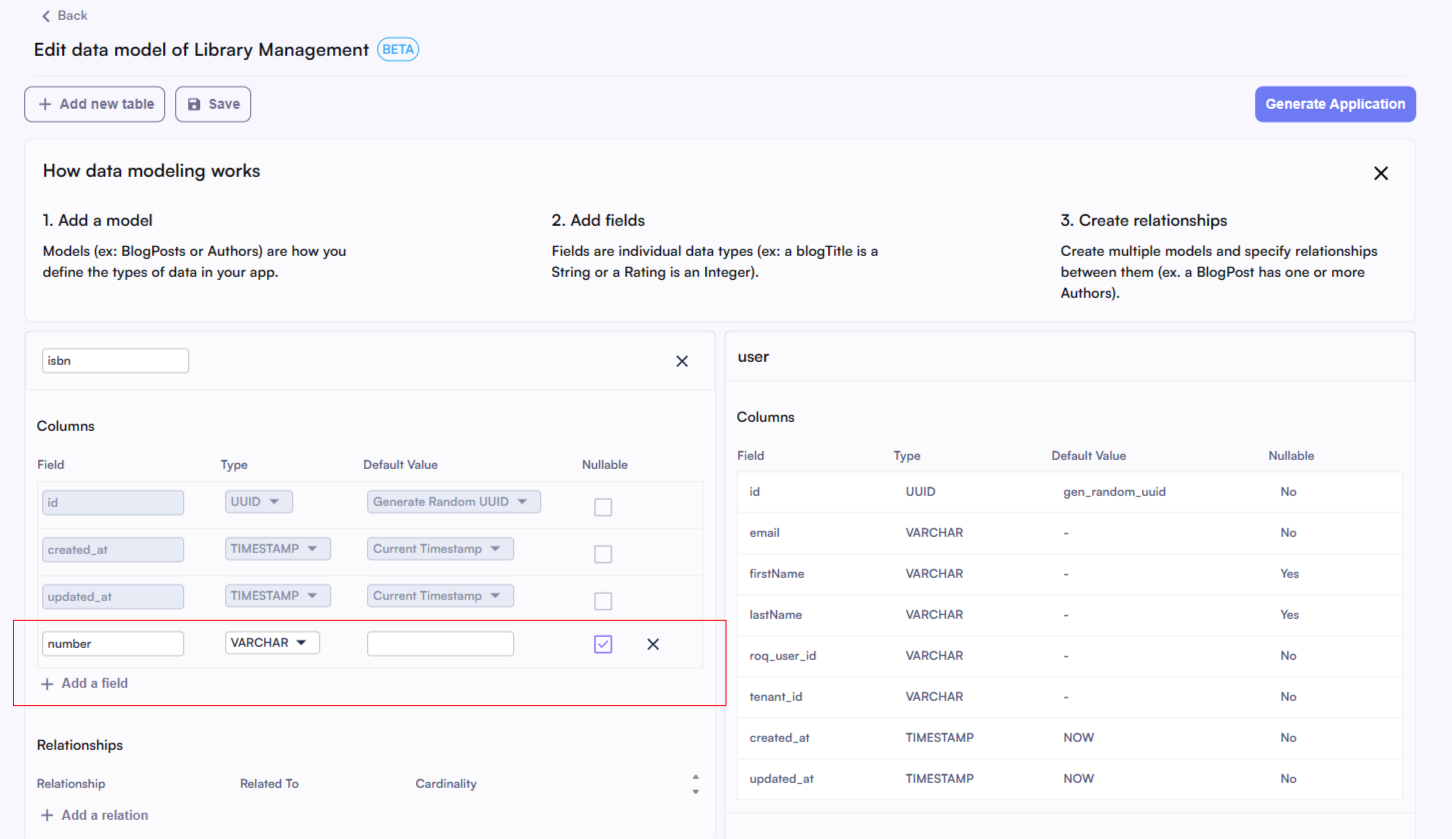 Back
Edit data model of Library Management BETA
Add new table Save Generate Application
How data modeling works
1. Add a model
Models (ex: BlogPosts or Authors) are how you
define the types of data in your app.
2. Add fields
Fields are individual data types (ex: a blogTitle is a
String or a Rating is an Integer).
3. Create relationships
Create multiple models and specify relationships
between them (ex. a BlogPost has one or more
Authors).
isbn
Columns
Field Type Default Value Nullable
id UUID Generate Random UUID
created_at TIMESTAMP Current Timestamp
updated_at TIMESTAMP Current Timestamp
number VARCHAR
Add a field
Relationships
Relationship Related To Cardinality
Add a relation
user
Columns
Field Type Default Value Nullable
id UUID gen_random_uuid No
email VARCHAR - No
firstName VARCHAR - Yes
lastName VARCHAR - Yes
roq_user_id VARCHAR - No
tenant_id VARCHAR - No
created_at TIMESTAMP NOW No
updated_at TIMESTAMP NOW No